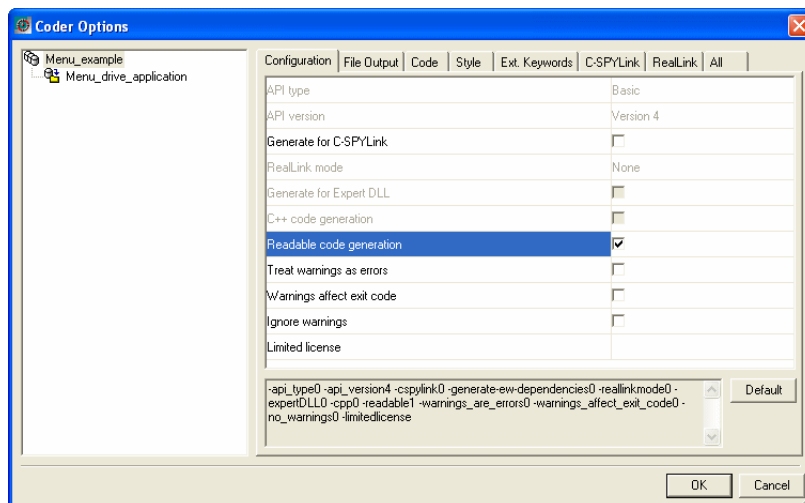 Coder Options
Menu_example
Menu_drive_application
Configuration File Output Code Style Ext. Keywords C-SPYLink RealLink All
API type Basic
API version Version 4
Generate for C-SPYLink
RealLink mode None
Generate for Expert DLL
C++ code generation
Readable code generation
Treat warnings as errors
Warnings affect exit code
Ignore warnings
Limited license
-api_type0 -api_version4 -cspylink0 -generate-ew-dependencies0 -reallinkmode0 -
expertDLL0 -cpp0 -readable1 -warnings_are_errors0 -warnings_affect_exit_code0 -
no_warnings0 -limitedlicense
Default
OK Cancel